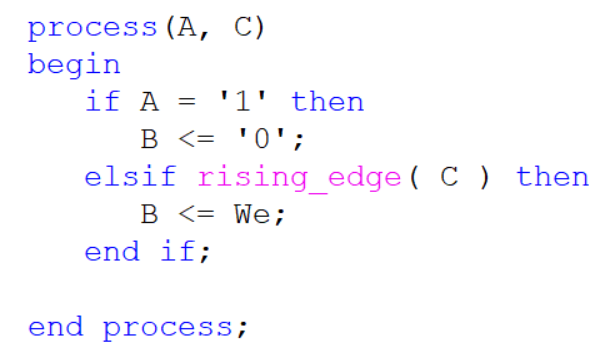 process(A, C)
begin
if A = '1' then
B <= '0';
elsif rising_edge( C ) then
B <= We;
end if;
end process;